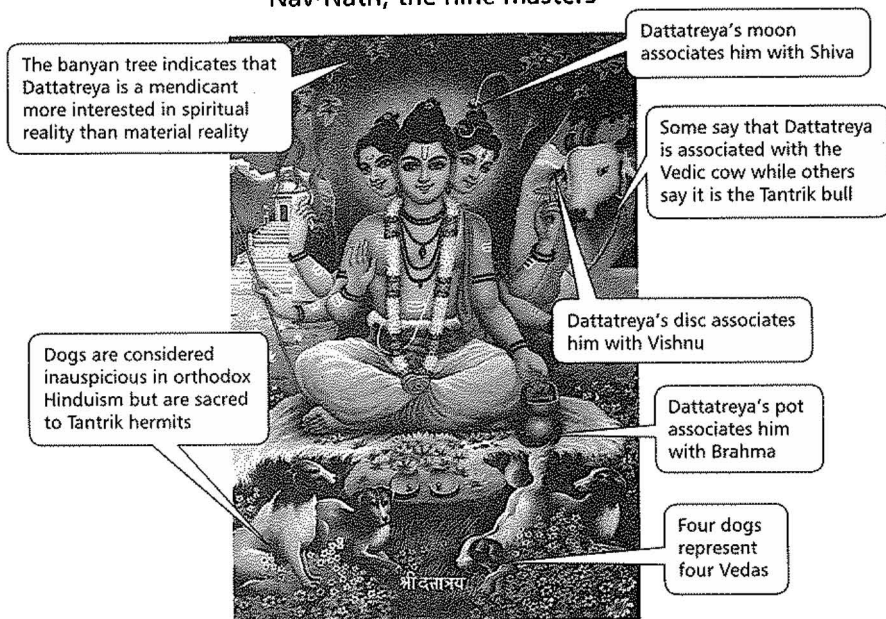 Nav-Nath, the nine masters
Dattatreya's moon
associates him with Shiva
The banyan tree indicates that
Dattatreya is a mendicant
more interested in spiritual
reality than material reality
Some say that Dattatreya
is associated with the
Vedic cow while others
say it is the Tantrik bull
Dattatreya's disc associates
him with Vishnu
Dogs are considered
inauspicious in orthodox
Hinduism but are sacred
to Tantrik hermits
Dattatreya's pot
associates him
with Brahma
Four dogs
represent
four Vedas
श्री दत्तात्रय